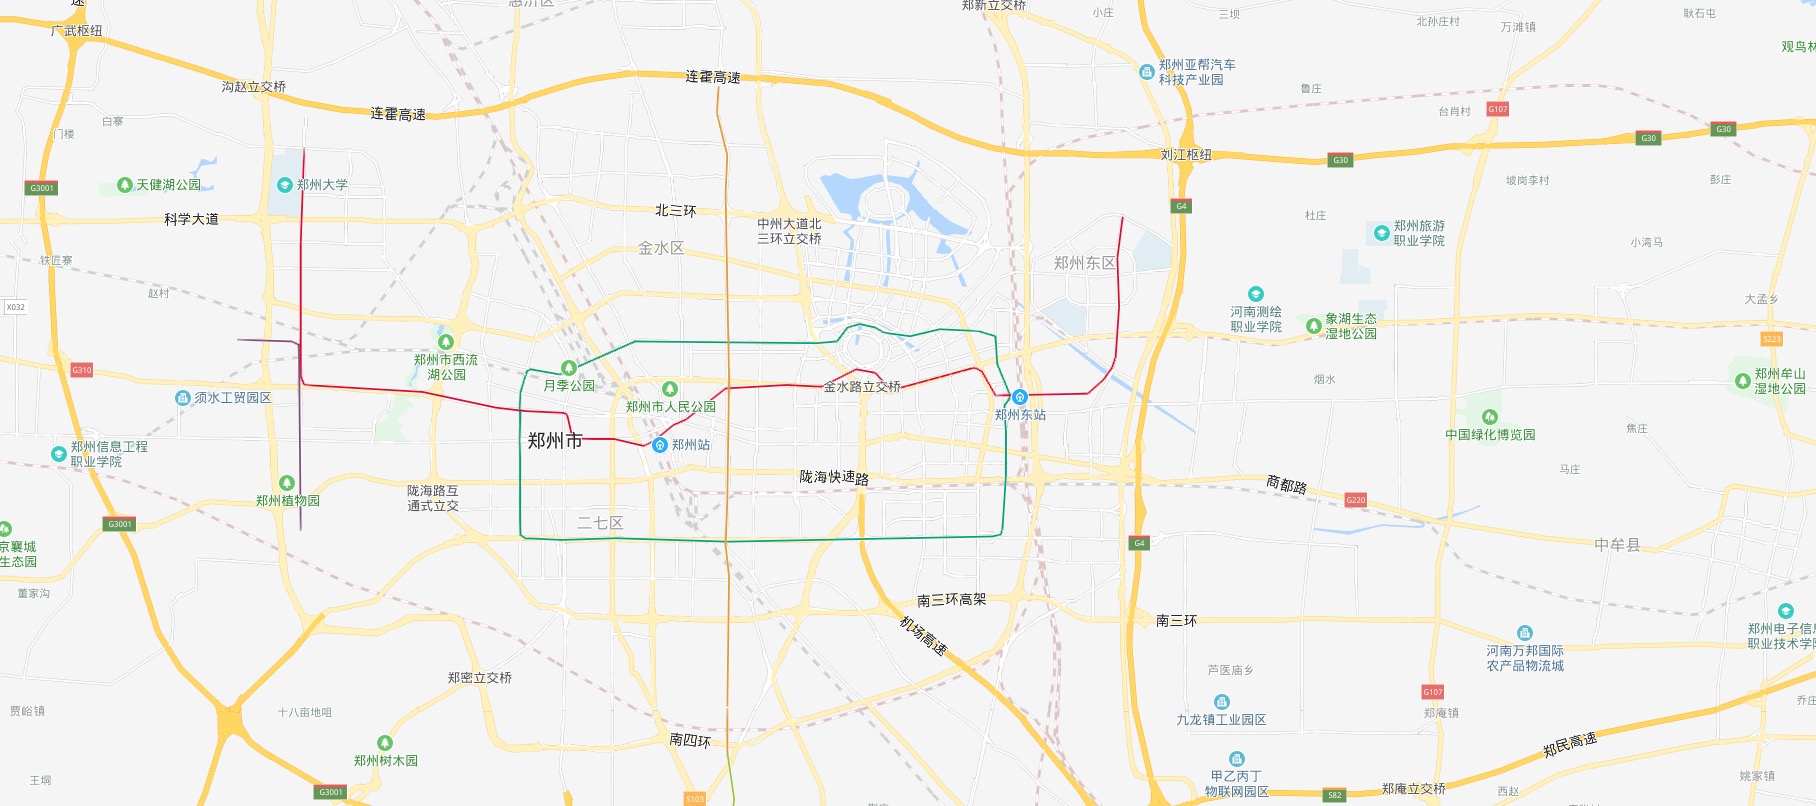 速
惠济区
郑新立交桥
小庄
三坝
北孙庄村
万滩镇
耿石屯
广武枢纽
观鸟林
沟赵立交桥
连霍高速
连霍高速
郑州亚帮汽车
科技产业园
鲁庄
台肖村
G107
门楼
白寨
G30
G30
G30
刘江枢纽
G3001
天健湖公园
郑州大学
坡岗李村
彭庄
科学大道
北三环
中州大道北
三环立交桥
G4
杜庄
郑州旅游
职业学院
小湾马
金水区
铁匠寨
郑州东区
赵村
X032
河南测绘
职业学院
象湖生态
湿地公园
大孟乡
S223
郑州市西流
湖公园
G310
月季公园
须水工贸园区
金水路立交桥
郑州市人民公园
郑州东站
烟水
郑州牟山
湿地公园
中国绿化博览园
焦庄
郑州市
郑州站
郑州信息工程
职业学院
马庄
郑州植物园
陇海路互
通式立交
陇海快速路
商都路
G220
G3001
二七区
京襄城
生态园
G4
中牟县
董家沟
南三环高架
南三环
机场高速
郑州电子信息
职业技术学院
河南万邦国际
农产品物流城
郑密立交桥
芦医庙乡
G107
郑庵镇
贾峪镇
十八亩地咀
九龙镇工业园区
乔庄
南四环
郑州树木园
郑民高速
王垌
甲乙丙丁
物联网园区
郑庵立交桥
姚家镇
西赵
G3001
S103
S82